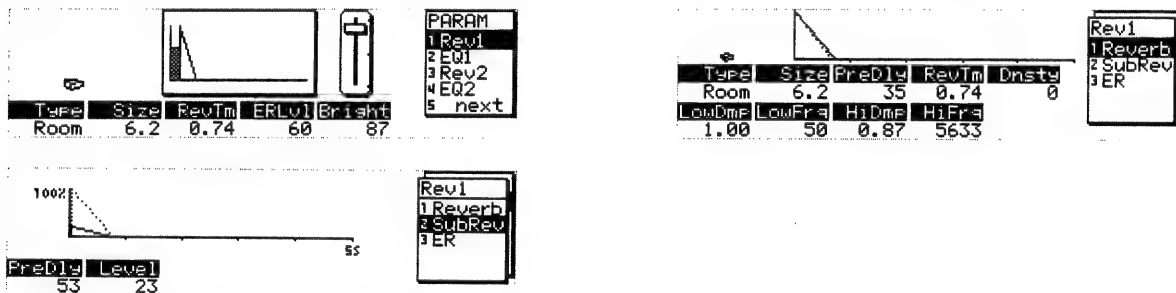 PARAM
1 Rev1
2 EQ1
3 Rev2
4 EQ2
5 next
Type Size RevTm ERLvl Bright
Room 6.2 0.74 60 87
Rev1
1 Reverb
2 SubRev
3 ER
Type Size PreDly RevTm Dnsty
Room 6.2 35 0.74 0
LowDmp LowFrq HiDmp HiFrq
1.00 50 0.87 5633
100%
5s
Rev1
1 Reverb
2 SubRev
3 ER
PreDly Level
53 23